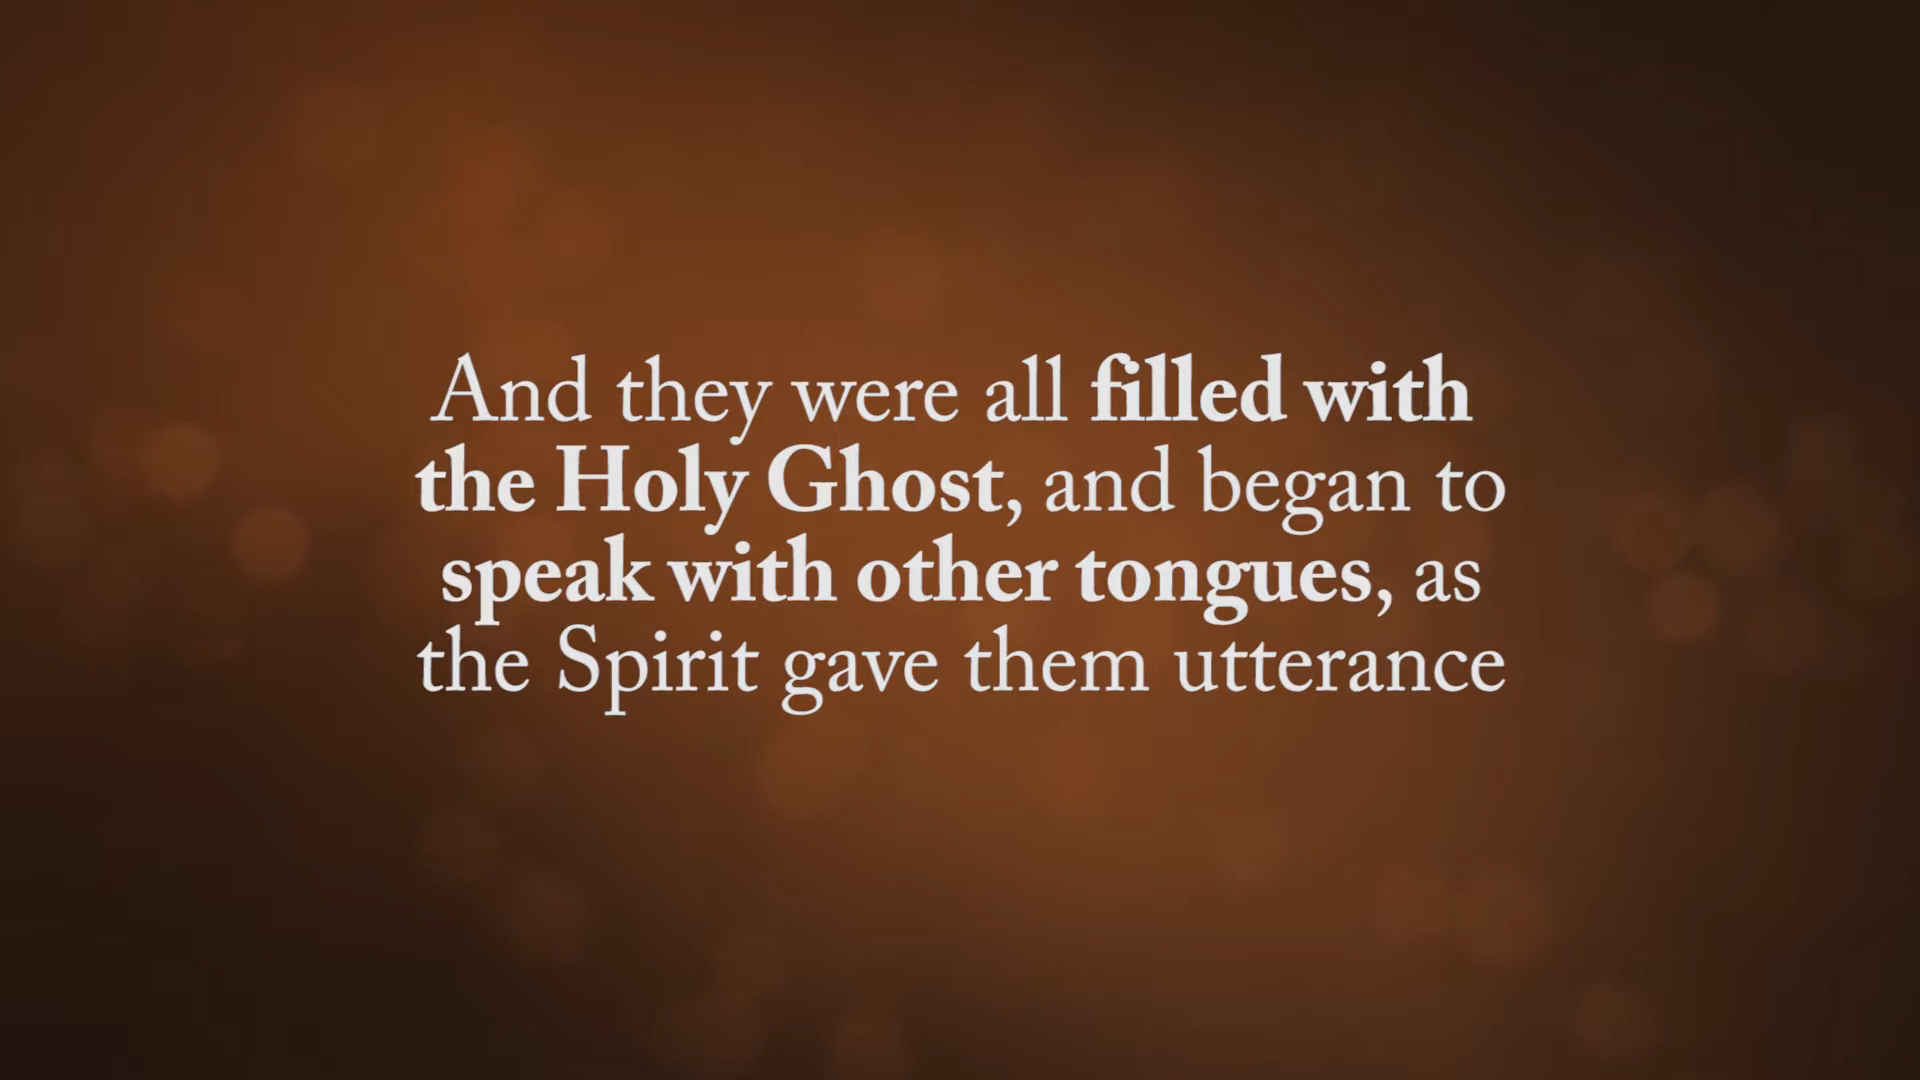 And they were all filled with
the Holy Ghost, and began to
speak with other tongues, as
the Spirit gave them utterance